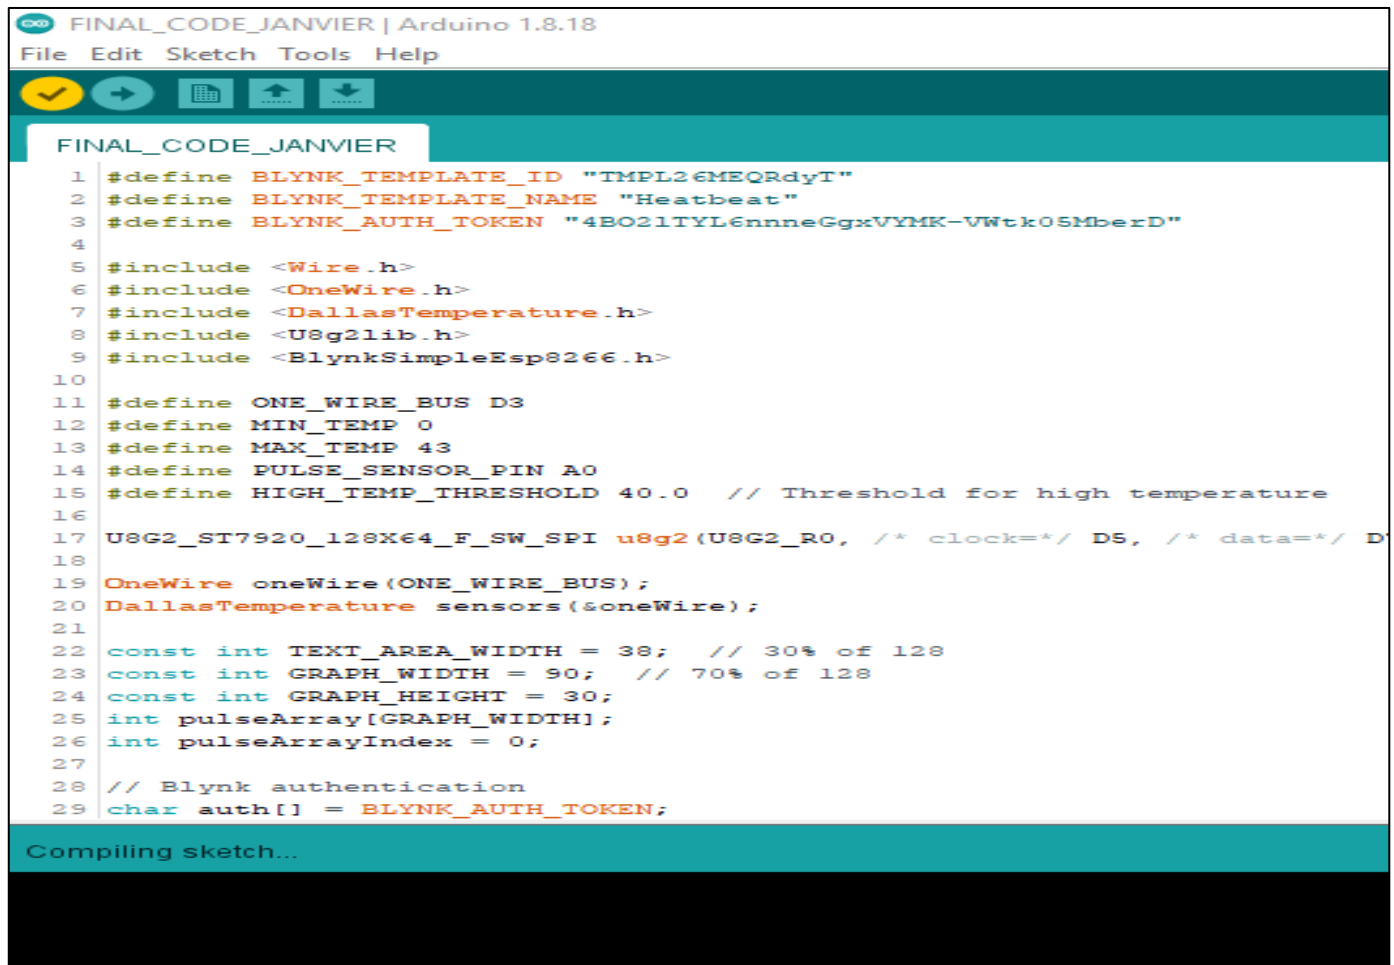 FINAL_CODE_JANVIER | Arduino 1.8.18
File Edit Sketch Tools Help
FINAL_CODE_JANVIER
1 #define BLYNK_TEMPLATE_ID "TMPL26MEQRdyT"
2 #define BLYNK_TEMPLATE_NAME "Heatbeat"
3 #define BLYNK_AUTH_TOKEN "4BO21TYL6nnneGgxVYMK-VWtk05MberD"
4
5 #include <Wire.h>
6 #include <OneWire.h>
7 #include <DallasTemperature.h>
8 #include <U8g2lib.h>
9 #include <BlynkSimpleEsp8266.h>
10
11 #define ONE_WIRE_BUS D3
12 #define MIN_TEMP 0
13 #define MAX_TEMP 43
14 #define PULSE_SENSOR_PIN A0
15 #define HIGH_TEMP_THRESHOLD 40.0 // Threshold for high temperature
16
17 U8G2_ST7920_128X64_F_SW_SPI u8g2(U8G2_R0, /* clock=*/ D5, /* data=*/
18
19 OneWire oneWire(ONE_WIRE_BUS);
20 DallasTemperature sensors(&oneWire);
21
22 const int TEXT_AREA_WIDTH = 38; // 30% of 128
23 const int GRAPH_WIDTH = 90; // 70% of 128
24 const int GRAPH_HEIGHT = 30;
25 int pulseArray[GRAPH_WIDTH];
26 int pulseArrayIndex = 0;
27
28 // Blynk authentication
29 char auth[] = BLYNK_AUTH_TOKEN;
Compiling sketch...